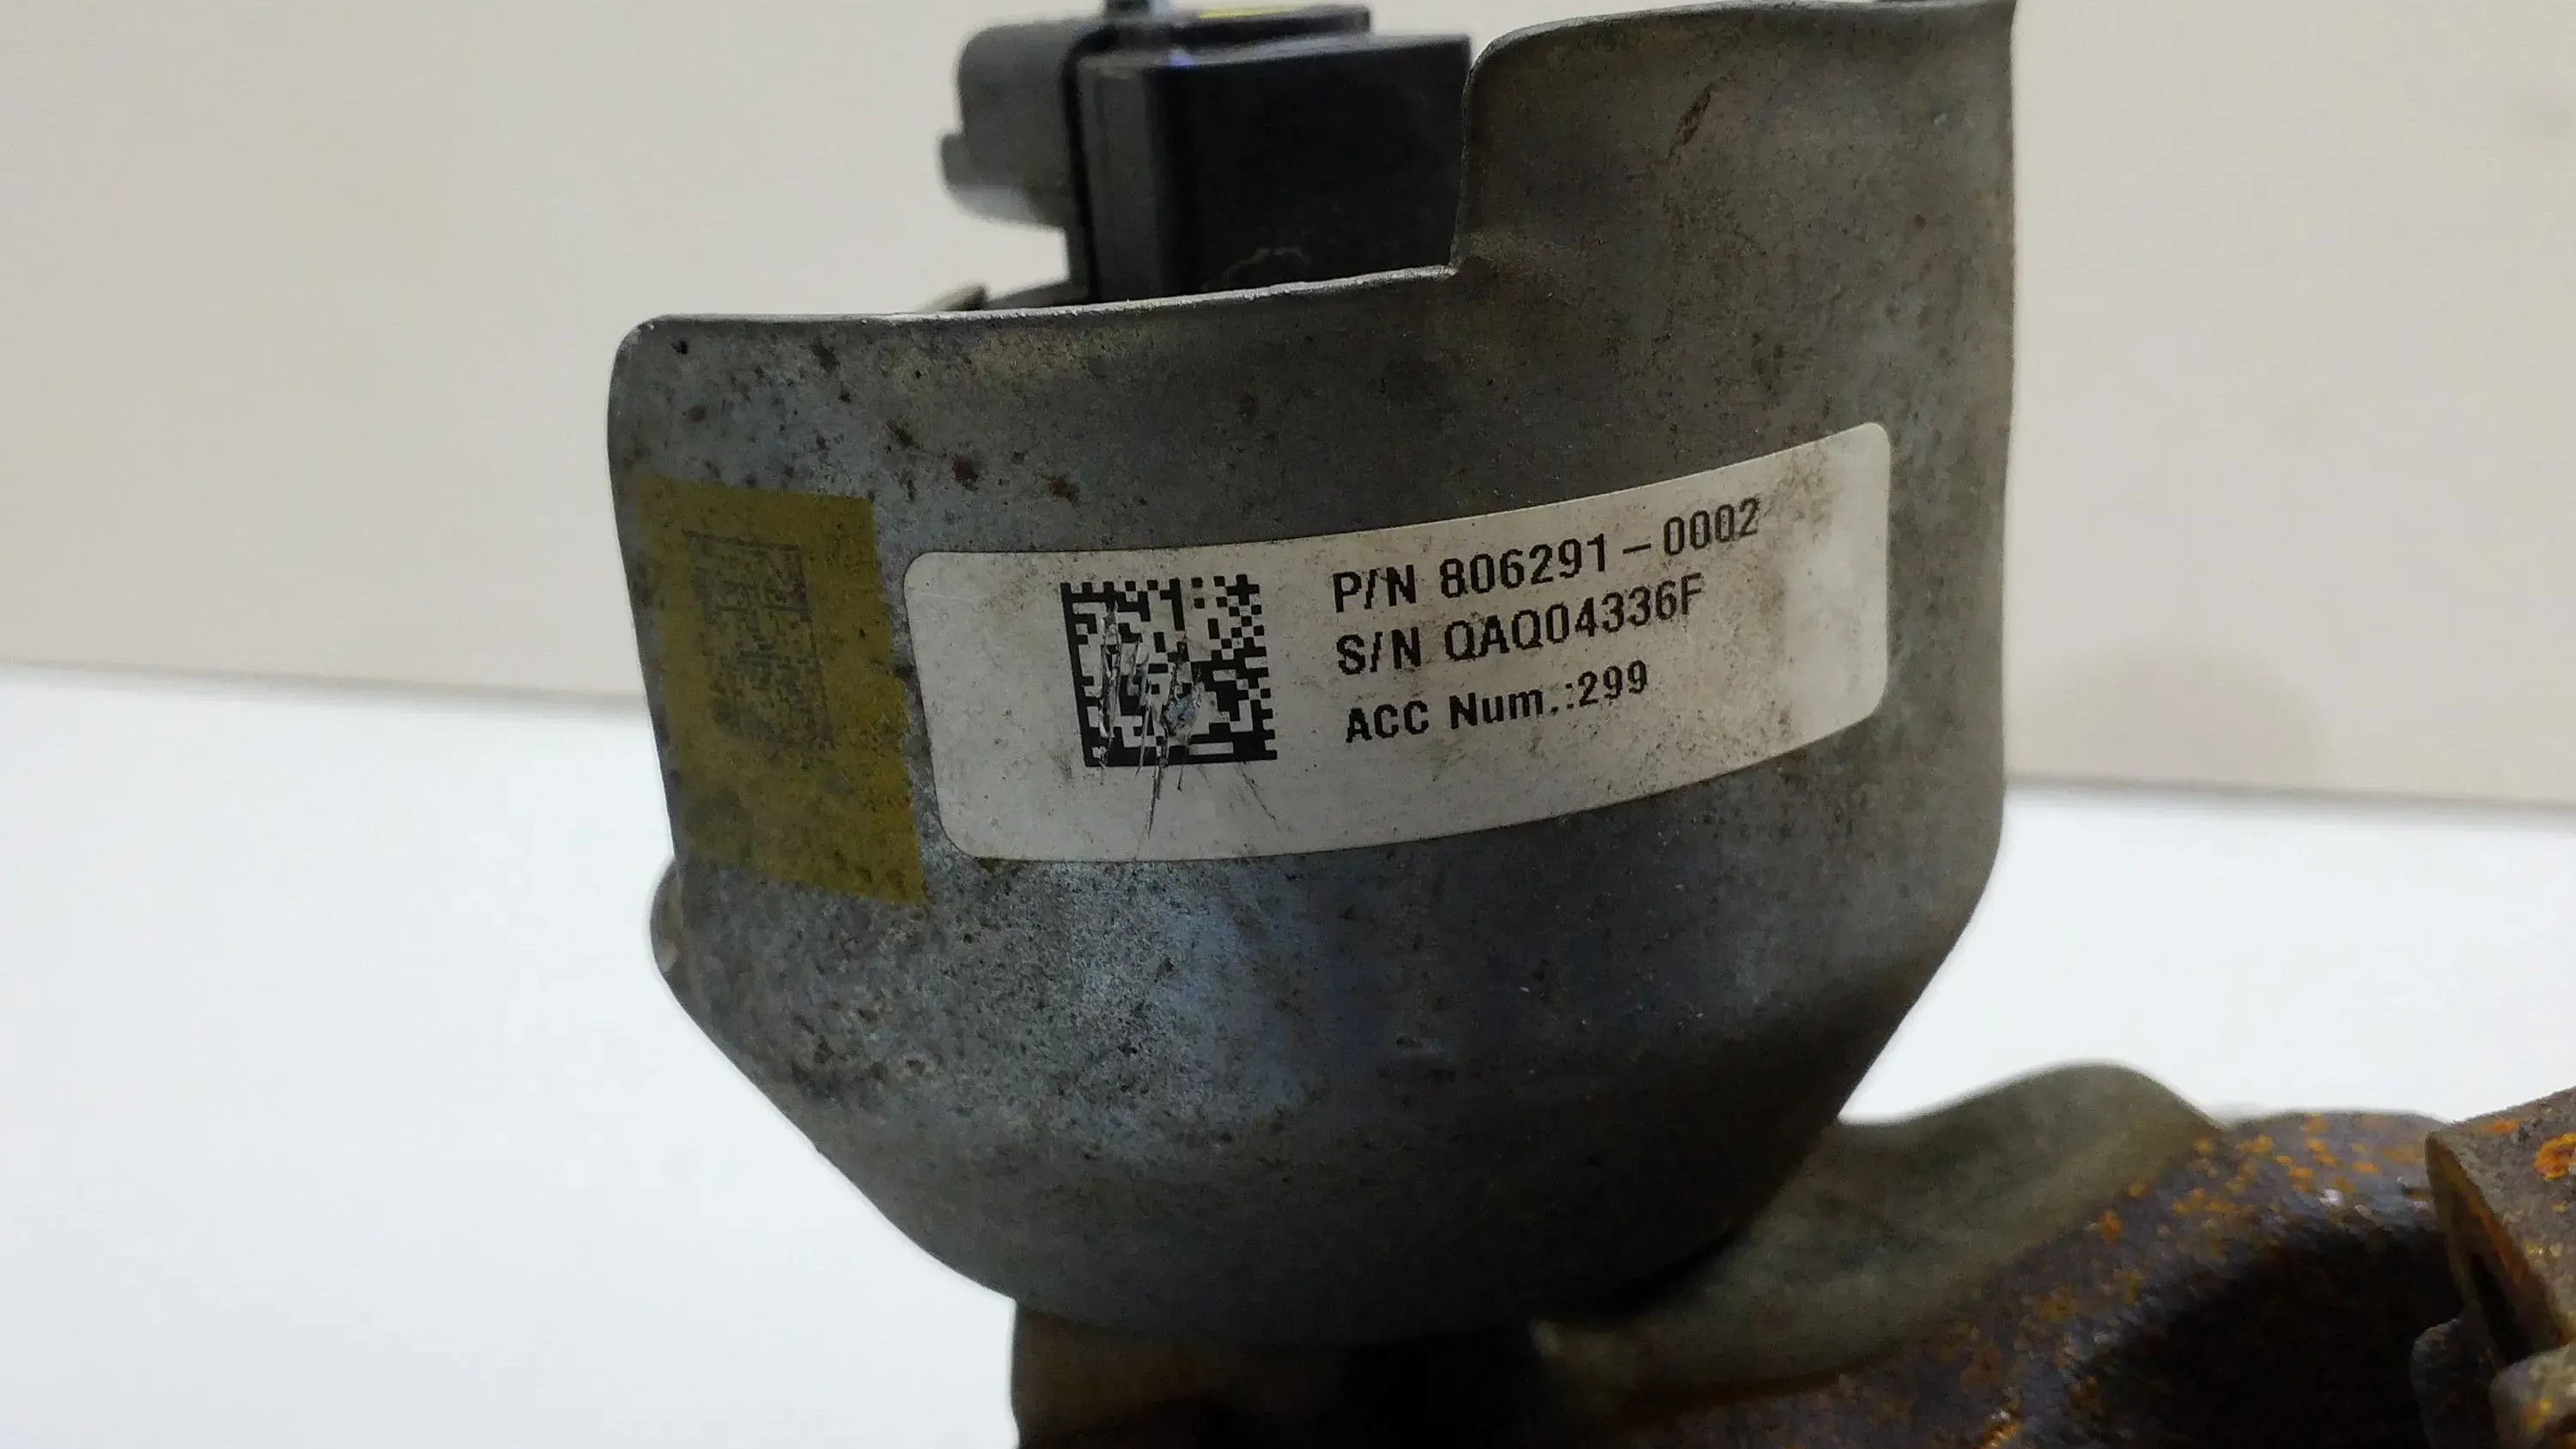 P/N 806291-0002
S/N QAQ04336F
ACC Num.:299